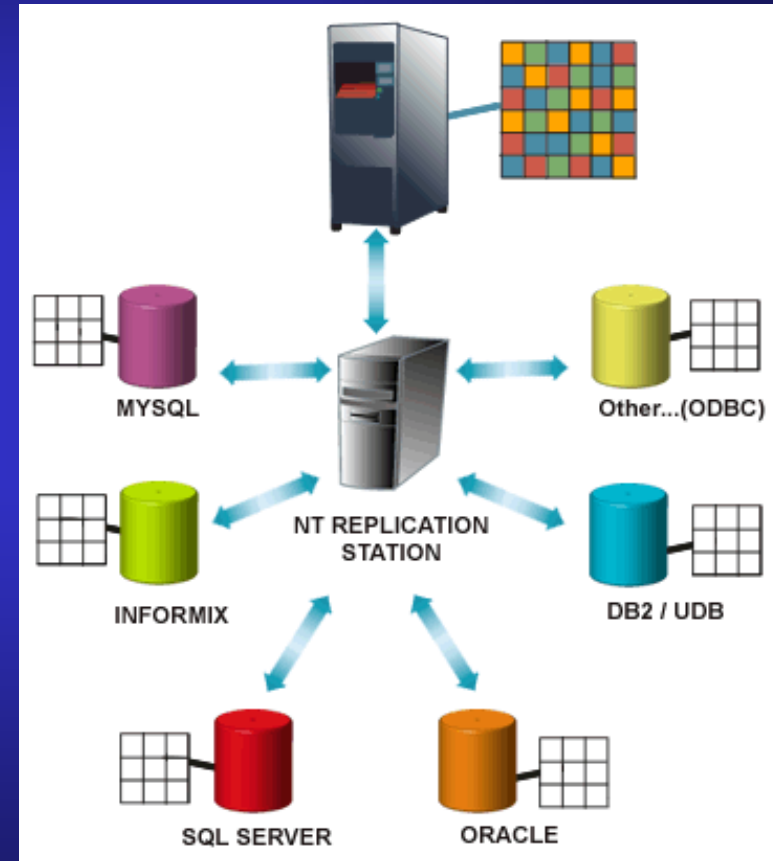 MYSQL
Other...(ODBC)
NT REPLICATION
STATION
INFORMIX
DB2 / UDB
SQL SERVER
ORACLE